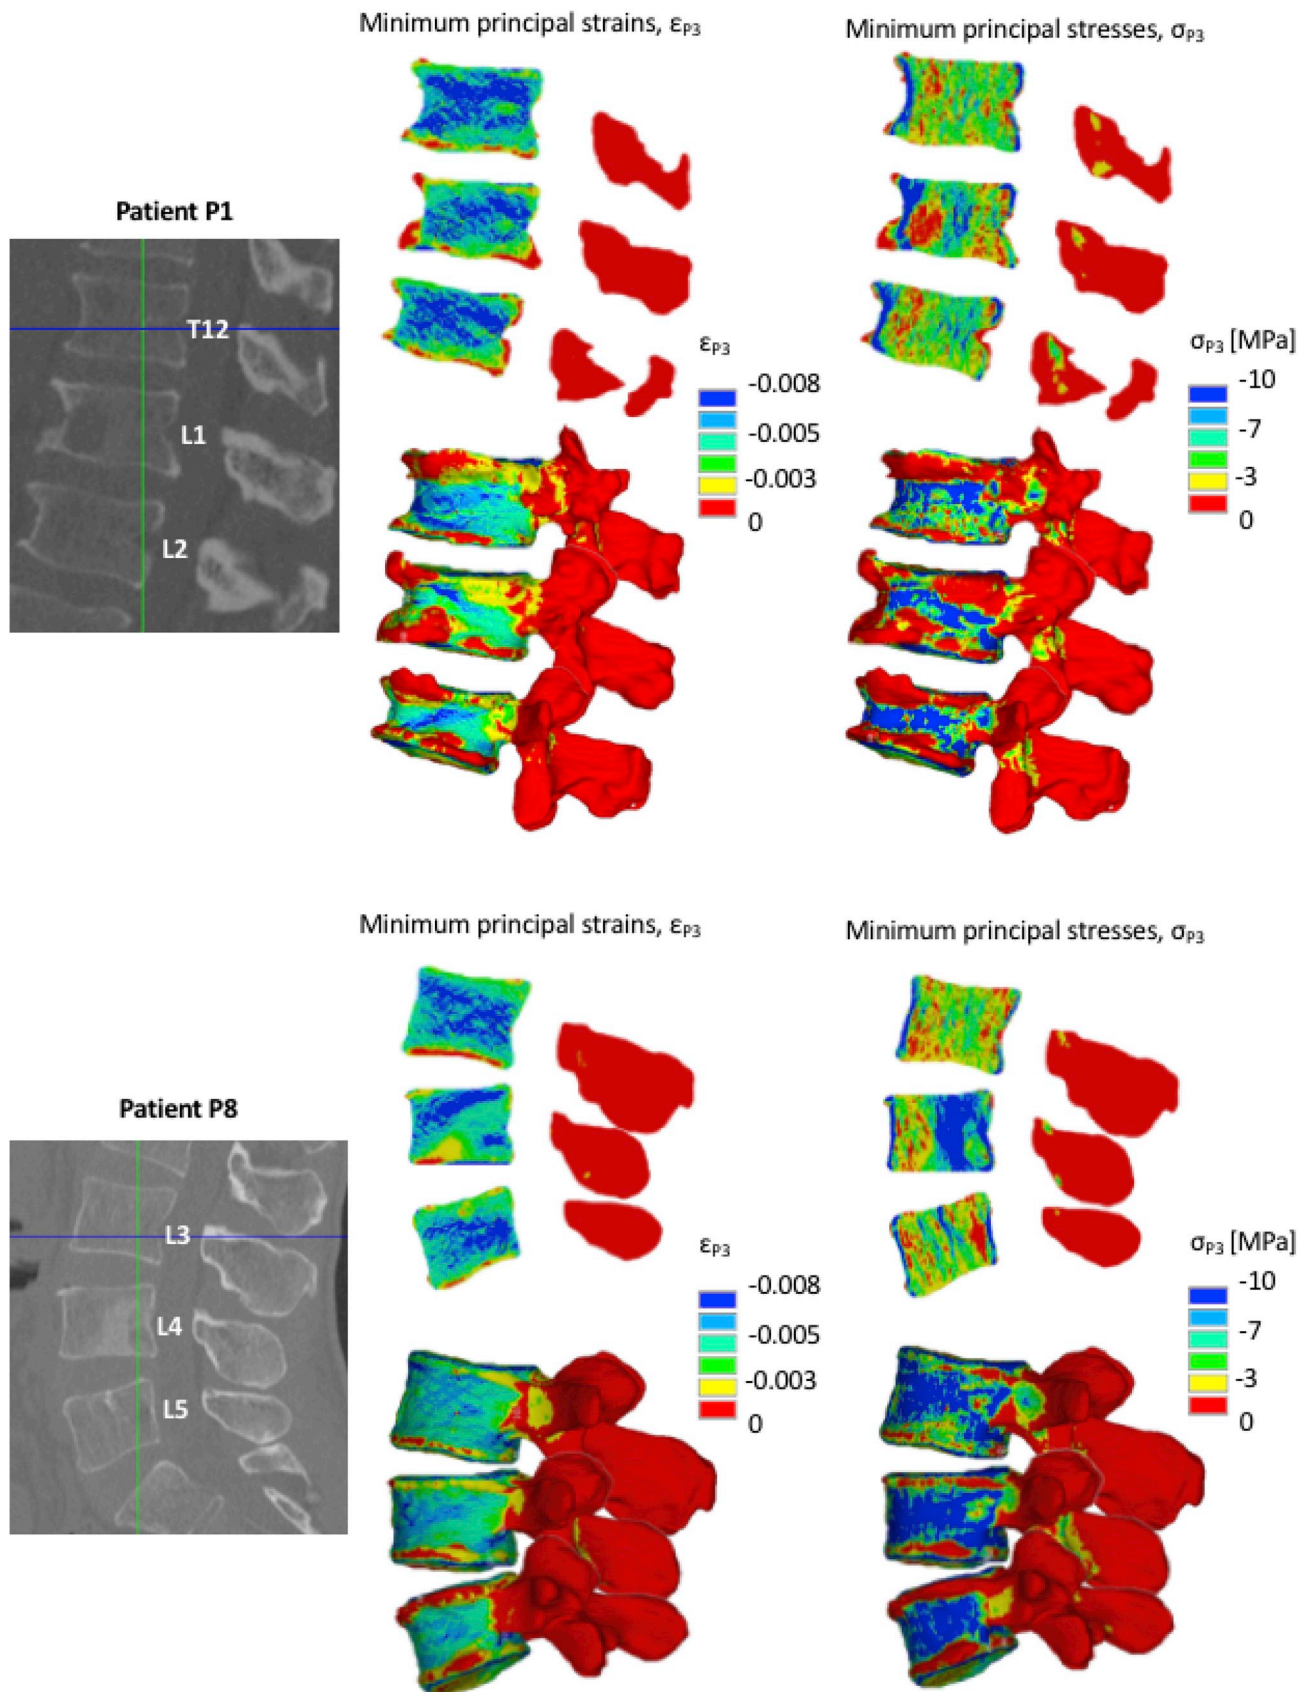 Minimum principal strains, εP3
Minimum principal stresses, σP3
Patient P1
T12
L1
L2
εP3
-0.008
-0.005
-0.003
0
σP3 [MPa]
-10
-7
-3
0
Minimum principal strains, εP3
Minimum principal stresses, σP3
Patient P8
L3
L4
L5
εP3
-0.008
-0.005
-0.003
0
σP3 [MPa]
-10
-7
-3
0